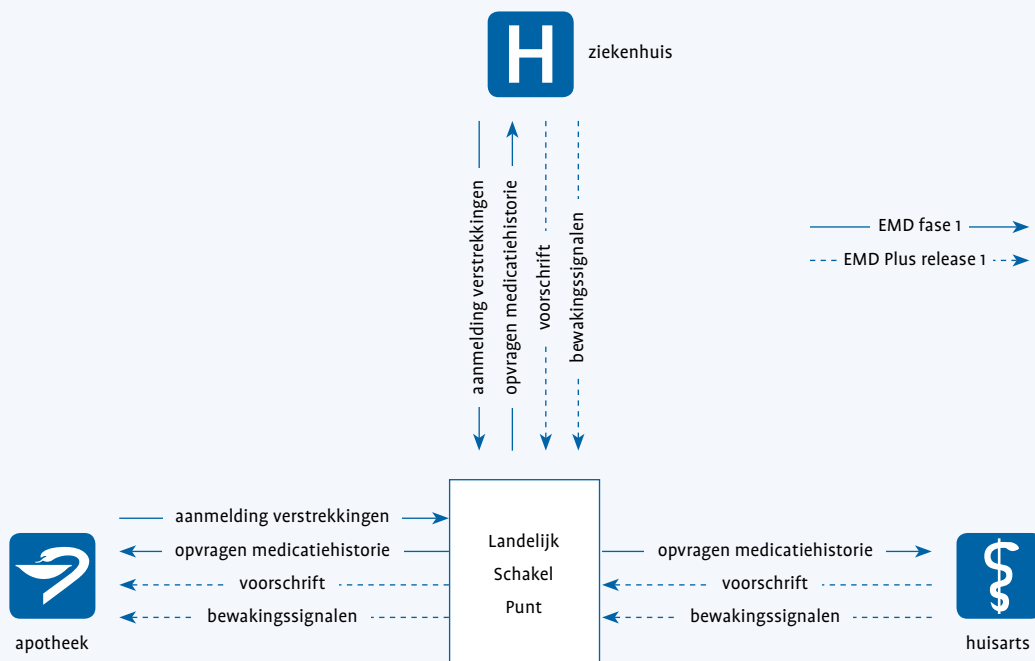 H
ziekenhuis
aanmelding verstrekkingen
opvragen medicatiehistorie
voorschrift
bewakingssignalen
EMD fase 1
EMD Plus release 1
aanmelding verstrekkingen
opvragen medicatiehistorie
voorschrift
bewakingssignalen
apotheek
Landelijk
Schakel
Punt
opvragen medicatiehistorie
voorschrift
bewakingssignalen
huisarts